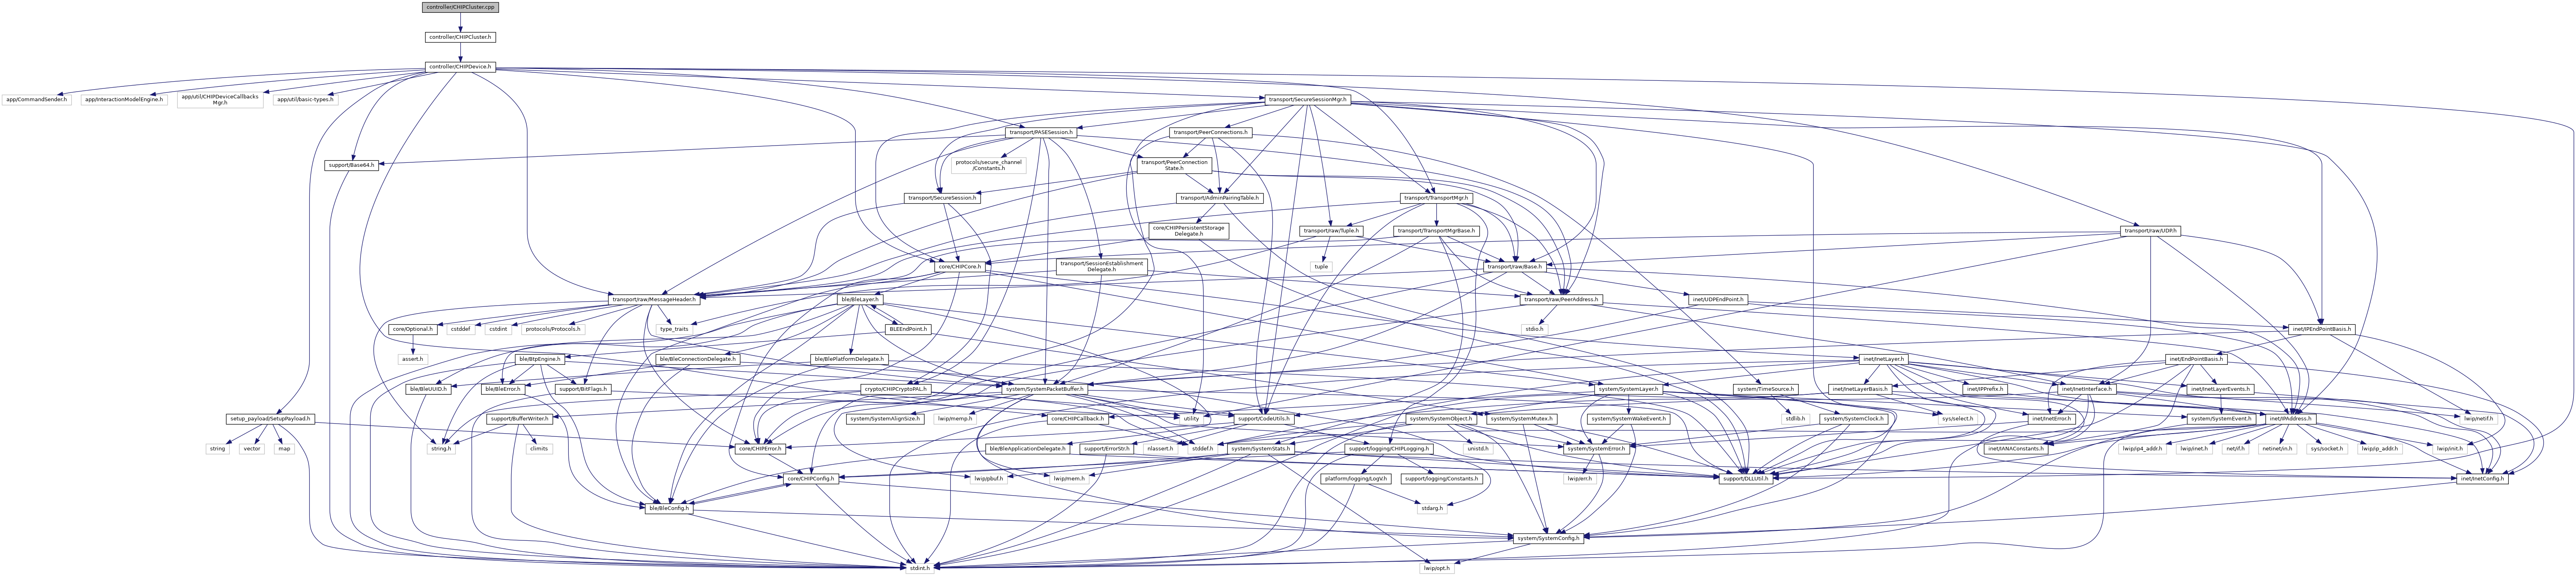 controller/CHIPCluster.cpp
controller/CHIPCluster.h
controller/CHIPDevice.h
app/CommandSender.h
app/InteractionModelEngine.h
app/util/CHIPDeviceCallbacks
Mgr.h
app/util/basic-types.h
transport/SecureSessionMgr.h
transport/PASESession.h
transport/PeerConnections.h
support/Base64.h
protocols/secure_channel
/Constants.h
transport/PeerConnection
State.h
transport/SecureSession.h
transport/AdminPairingTable.h
transport/TransportMgr.h
core/CHIPPersistentStorage
Delegate.h
transport/raw/Tuple.h
transport/TransportMgrBase.h
transport/raw/UDP.h
core/CHIPCore.h
transport/SessionEstablishment
Delegate.h
tuple
transport/raw/Base.h
transport/raw/MessageHeader.h
ble/BleLayer.h
transport/raw/PeerAddress.h
inet/UDPEndPoint.h
core/Optional.h
cstddef
cstdint
protocols/Protocols.h
type_traits
BLEEndPoint.h
stdio.h
inet/IPEndPointBasis.h
assert.h
ble/BtpEngine.h
ble/BleConnectionDelegate.h
ble/BlePlatformDelegate.h
inet/InetLayer.h
inet/EndPointBasis.h
ble/BleUUID.h
ble/BleError.h
support/BitFlags.h
crypto/CHIPCryptoPAL.h
system/SystemPacketBuffer.h
system/SystemLayer.h
system/TimeSource.h
inet/InetLayerBasis.h
inet/IPPrefix.h
inet/InetInterface.h
inet/InetLayerEvents.h
setup_payload/SetupPayload.h
support/BufferWriter.h
system/SystemAlignSize.h
lwip/memp.h
core/CHIPCallback.h
utility
support/CodeUtils.h
system/SystemObject.h
system/SystemMutex.h
system/SystemWakeEvent.h
stdlib.h
system/SystemClock.h
sys/select.h
inet/InetError.h
system/SystemEvent.h
inet/IPAddress.h
lwip/netif.h
string
vector
map
string.h
climits
core/CHIPError.h
ble/BleApplicationDelegate.h
support/ErrorStr.h
nlassert.h
stddef.h
system/SystemStats.h
support/logging/CHIPLogging.h
unistd.h
system/SystemError.h
inet/IANAConstants.h
lwip/ip4_addr.h
lwip/inet.h
net/if.h
netinet/in.h
sys/socket.h
lwip/ip_addr.h
lwip/init.h
core/CHIPConfig.h
lwip/pbuf.h
lwip/mem.h
platform/logging/LogV.h
support/logging/Constants.h
lwip/err.h
support/DLLUtil.h
inet/InetConfig.h
ble/BleConfig.h
stdarg.h
system/SystemConfig.h
stdint.h
lwip/opt.h